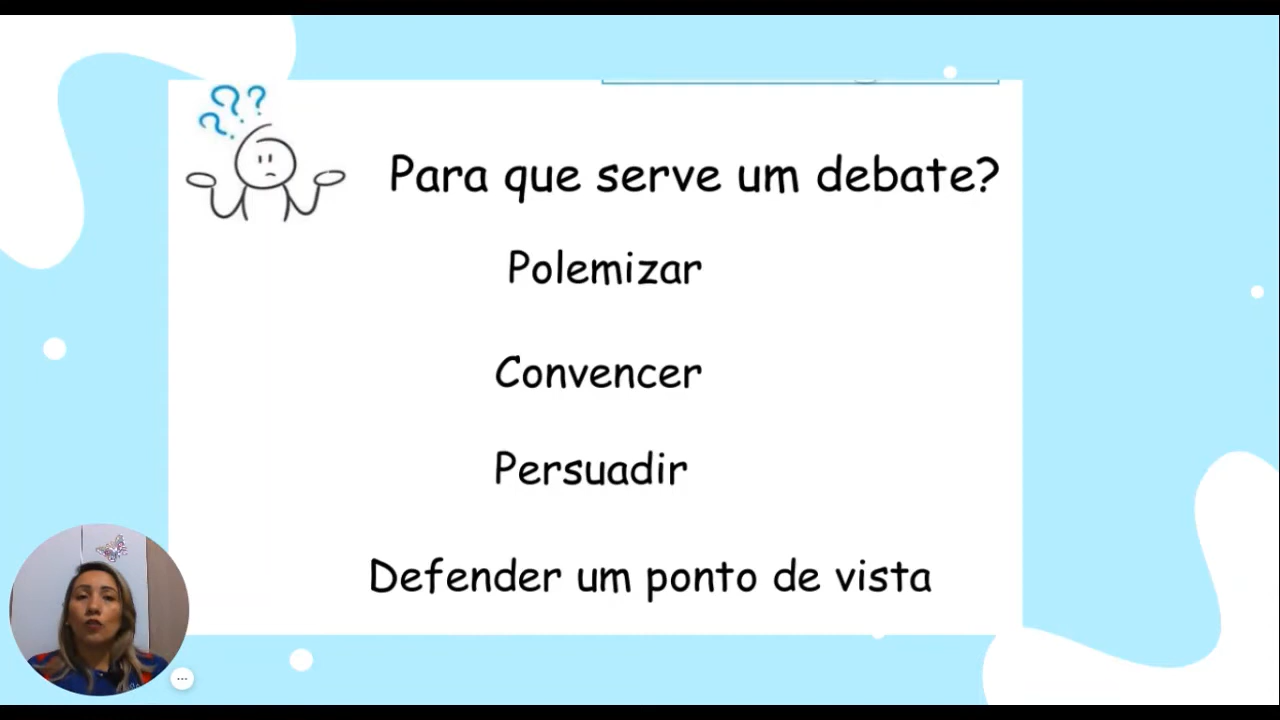 ???
Para que serve um debate?
Polemizar
Convencer
Persuadir
Defender um ponto de vista